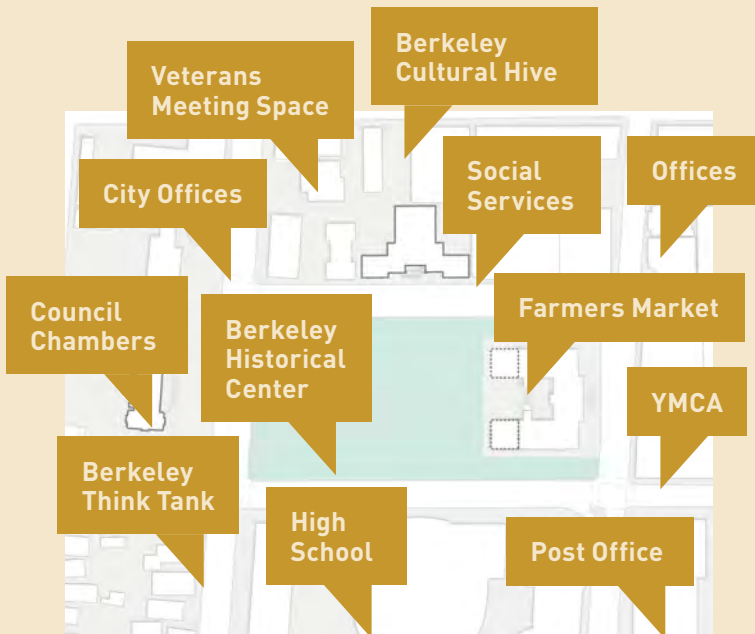 Berkeley
Cultural Hive
Veterans
Meeting Space
Social
Services
Offices
City Offices
Council
Chambers
Berkeley
Historical
Center
Farmers Market
YMCA
Berkeley
Think Tank
High
School
Post Office